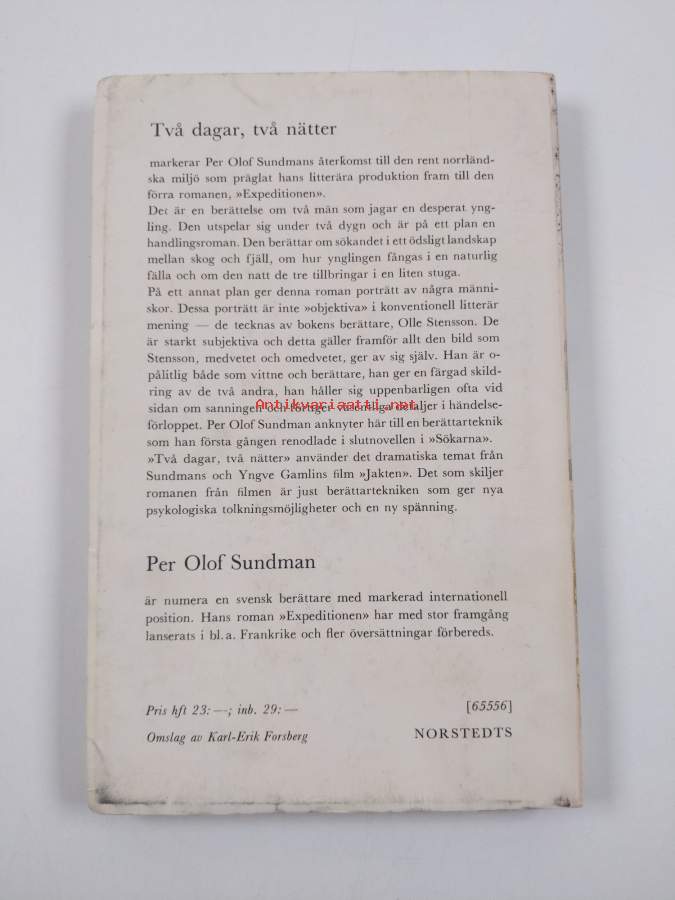 Två dagar, två nätter
markerar Per Olof Sundmans återkomst till den rent norrländ-
ska miljö som präglat hans litterära produktion fram till den
förra romanen, »Expeditionen».
Det är en berättelse om två män som jagar en desperat yng-
ling. Den utspelar sig under två dygn och är på ett plan en
handlingsroman. Den berättar om sökandet i ett ödsligt landskap
mellan skog och fjäll, om hur ynglingen fångas i en naturlig
fälla och om den natt de tre tillbringar i en liten stuga.
På ett annat plan ger denna roman porträtt av några männi-
skor. Dessa porträtt är inte »objektiva» i konventionell litterär
mening — de tecknas av bokens berättare, Olle Stensson. De
är starkt subjektiva och detta gäller framför allt den bild som
Stensson, medvetet och omedvetet, ger av sig själv. Han är o-
pålitlig både som vittne och berättare, han ger en färgad skild-
ring av de två andra, han håller sig uppenbarligen ofta vid
sidan om sanningen och förtiger väsentliga detaljer i händelse-
Antikvariaatti.net
förloppet. Per Olof Sundman anknyter här till en berättarteknik
som han första gången renodlade i slutnovellen i »Sökarna».
»Två dagar, två nätter» använder det dramatiska temat från
Sundmans och Yngve Gamlins film »Jakten». Det som skiljer
romanen från filmen är just berättartekniken som ger nya
psykologiska tolkningsmöjligheter och en ny spänning.
Per Olof Sundman
är numera en svensk berättare med markerad internationell
position. Hans roman »Expeditionen» har med stor framgång
lanserats i bl. a. Frankrike och fler översättningar förbereds.
Pris hft 23: —; inb. 29: —
[65556]
Omslag av Karl-Erik Forsberg
NORSTEDTS